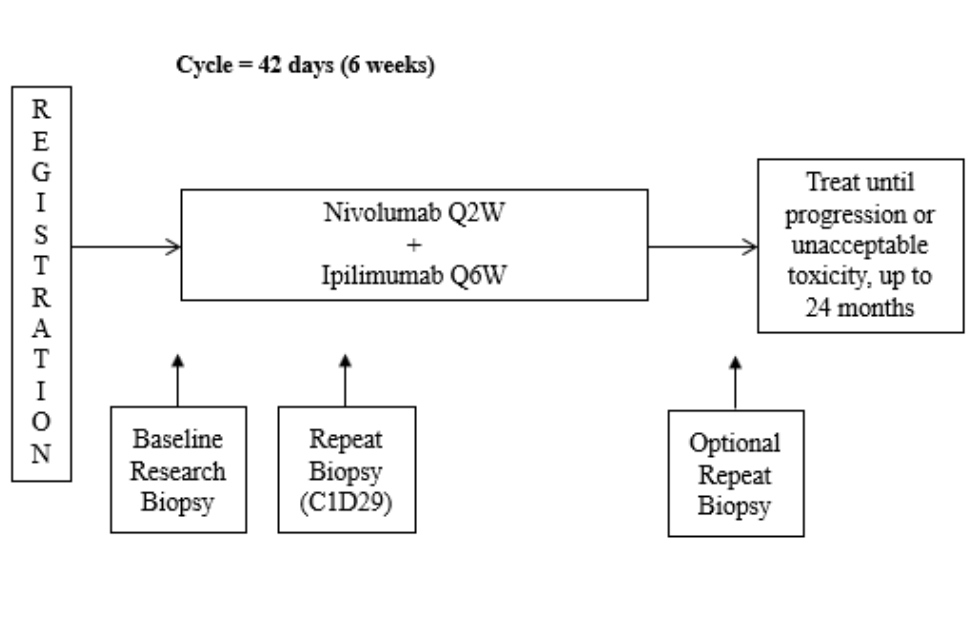 Cycle = 42 days (6 weeks)
R
E
G
I
S
T
R
A
T
I
O
N
Nivolumab Q2W
+
Ipilimumab Q6W
Treat until
progression or
unacceptable
toxicity, up to
24 months
Baseline
Research
Biopsy
Repeat
Biopsy
(C1D29)
Optional
Repeat
Biopsy